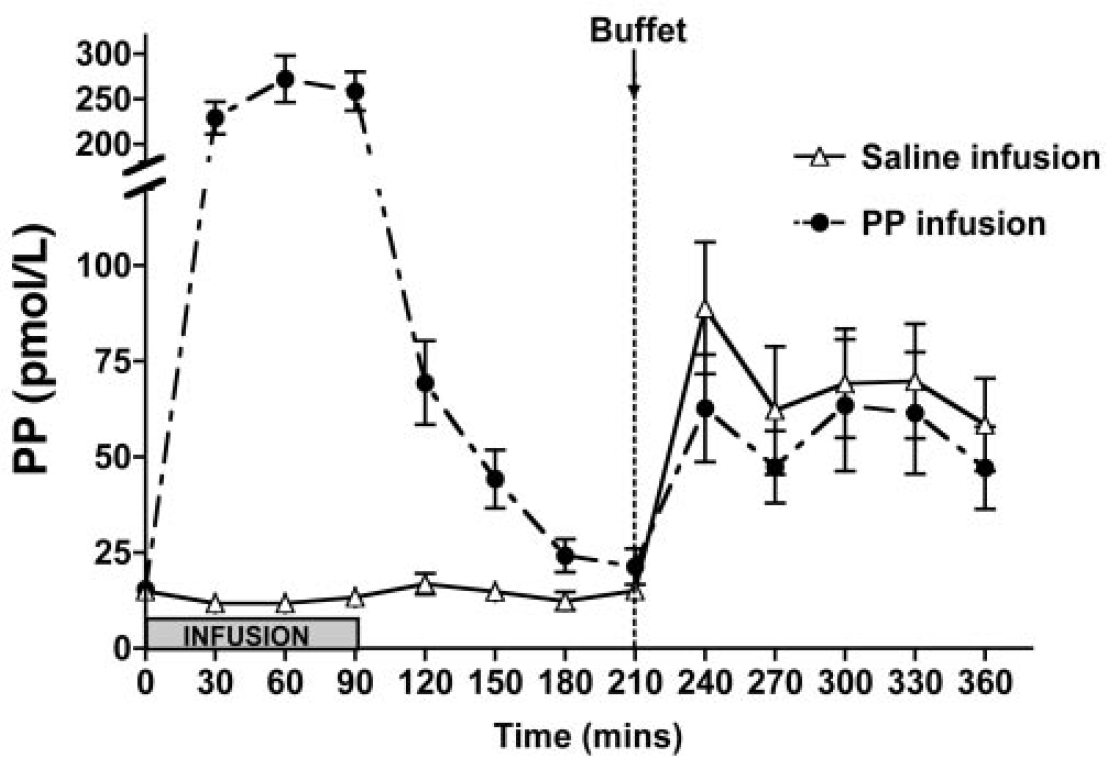 Buffet
300
250
200
100
75
50
25
0
PP (pmol/L)
Saline infusion
PP infusion
INFUSION
0 30 60 90 120 150 180 210 240 270 300 330 360
Time (mins)